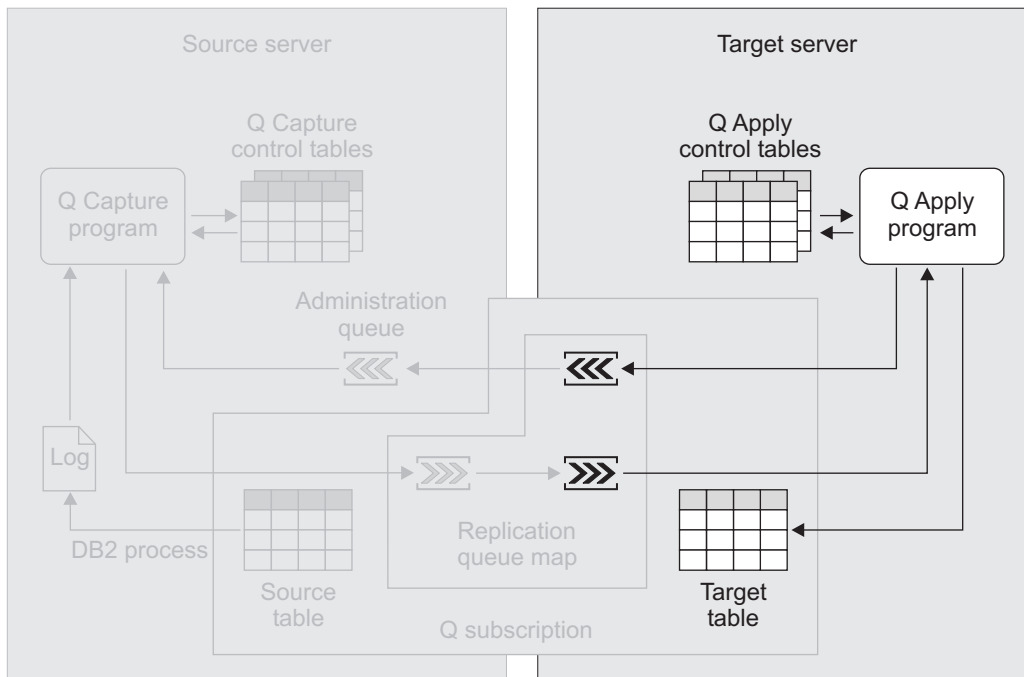 Source server
Target server
Q Capture
control tables
Q Apply
control tables
Q Capture
program
Q Apply
program
Administration
queue
Log
DB2 process
Replication
queue map
Source
table
Target
table
Q subscription